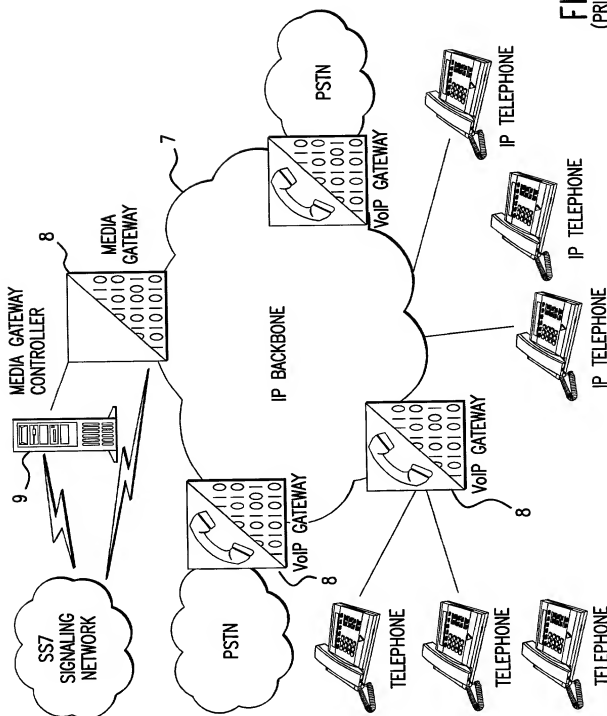 9
MEDIA GATEWAY
CONTROLLER
8
SS7
SIGNALING
NETWORK
MEDIA
GATEWAY
7
PSTN
VoIP GATEWAY
8
IP BACKBONE
PSTN
VoIP GATEWAY
TELEPHONE
VoIP GATEWAY
8
TELEPHONE
IP TELEPHONE
IP TELEPHONE
TELEPHONE
IP TELEPHONE
(PRI